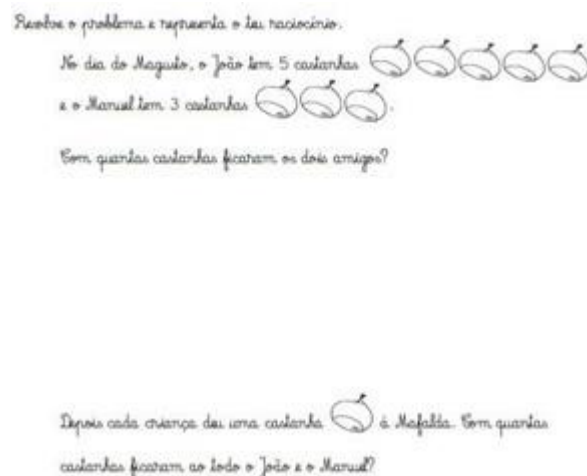 Resolve o problema e representa o teu raciocínio.
No dia do Magusto, o João tem 5 castanhas
e o Manuel tem 3 castanhas .
Com quantas castanhas ficaram os dois amigos?
Depois cada criança deu uma castanha à Mafalda. Com quantas
castanhas ficaram ao todo o João e o Manuel?